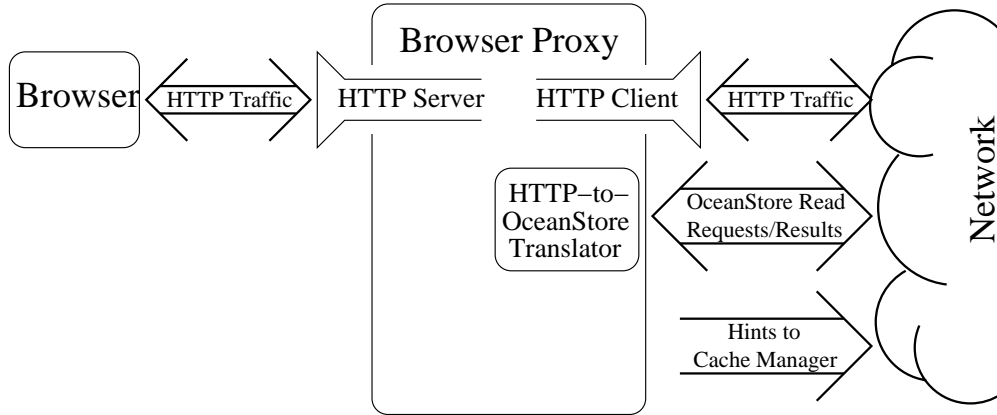 Browser Proxy
Browser
HTTP Traffic
HTTP Server
HTTP Client
HTTP Traffic
HTTP–to–
OceanStore
Translator
OceanStore Read
Requests/Results
Hints to
Cache Manager
Network